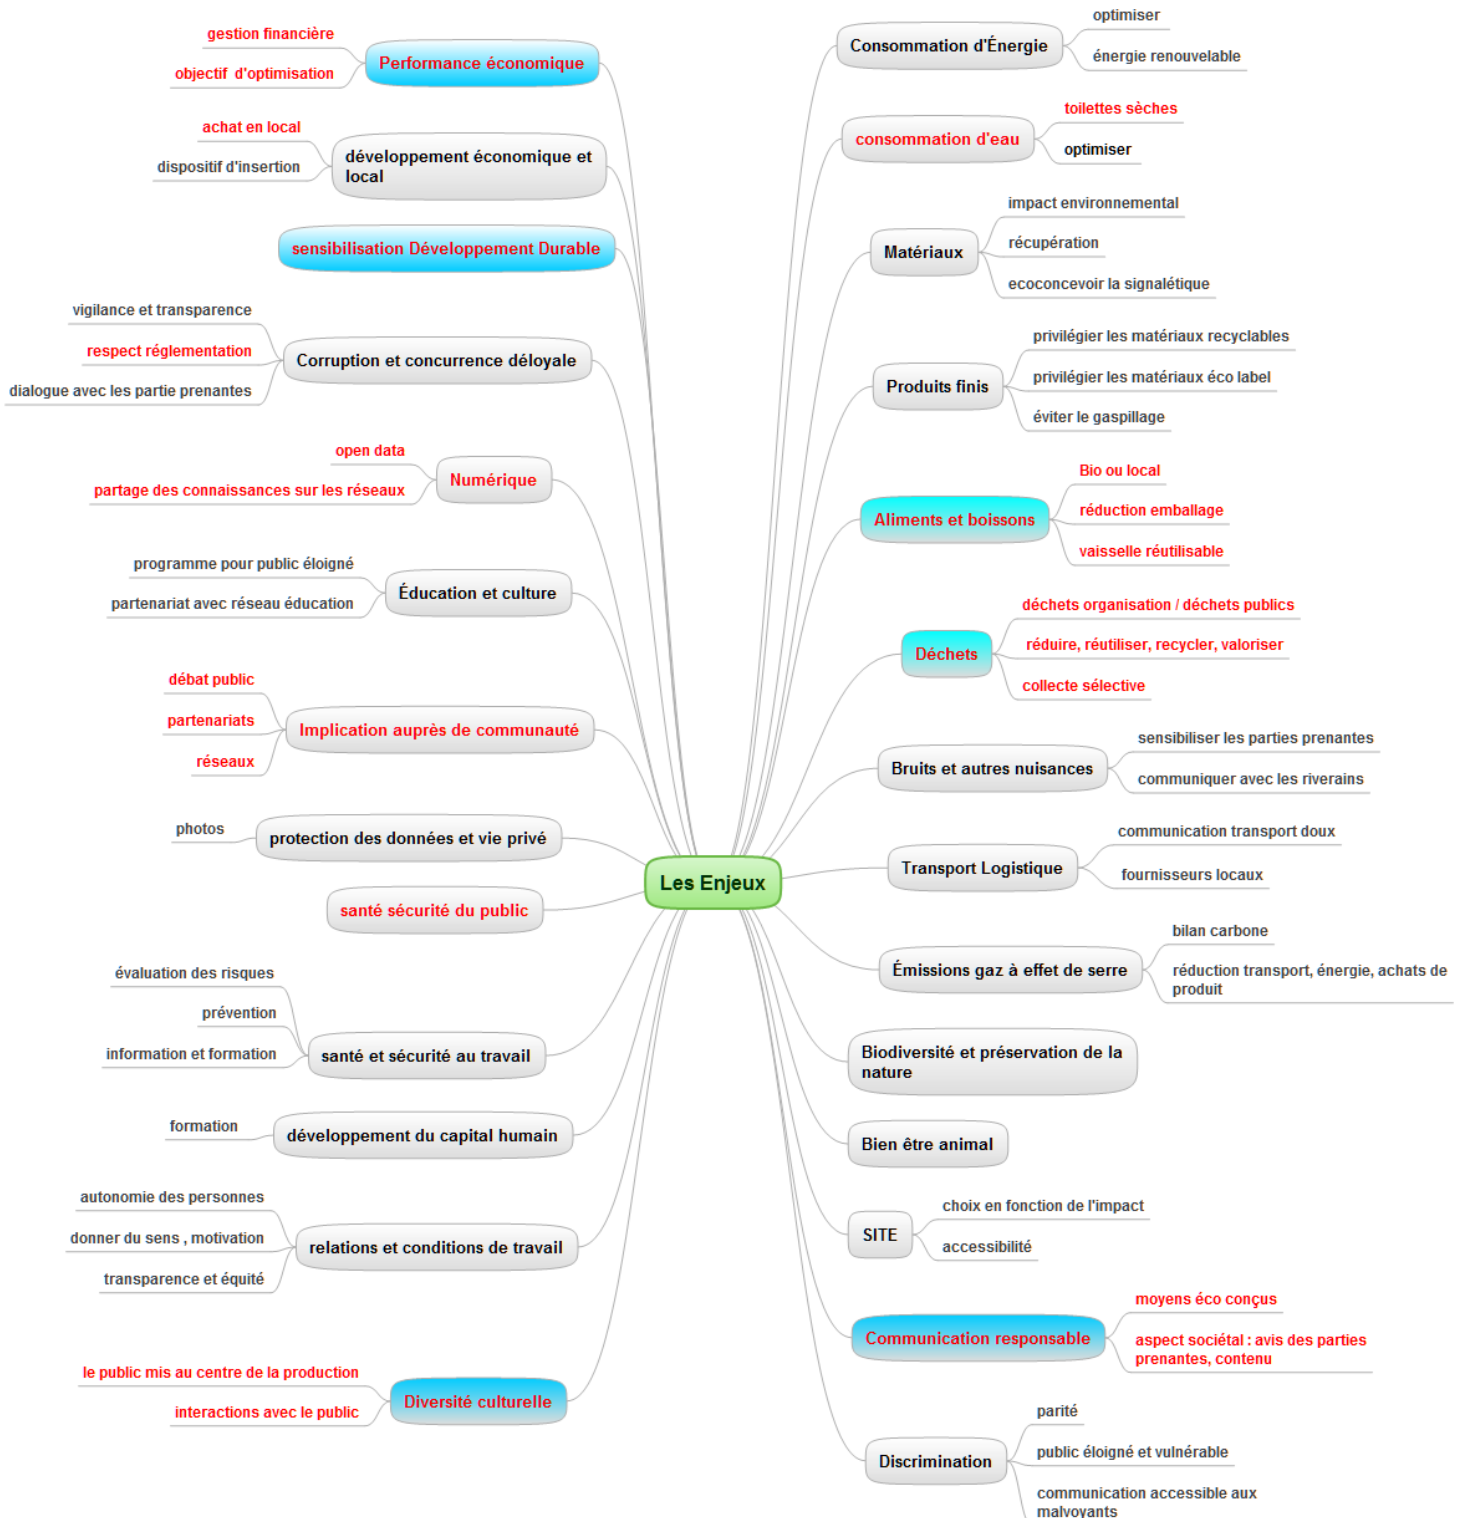 Les Enjeux
gestion financière
objectif  d'optimisation
Performance économique
achat en local
dispositif d'insertion
développement économique et
local
sensibilisation Développement Durable
vigilance et transparence
respect réglementation
dialogue avec les partie prenantes
Corruption et concurrence déloyale
open data
partage des connaissances sur les réseaux
Numérique
programme pour public éloigné
partenariat avec réseau éducation
Éducation et culture
débat public
partenariats
réseaux
Implication auprès de communauté
photos
protection des données et vie privé
santé sécurité du public
évaluation des risques
prévention
information et formation
santé et sécurité au travail
formation
développement du capital humain
autonomie des personnes
donner du sens , motivation
transparence et équité
relations et conditions de travail
le public mis au centre de la production
interactions avec le public
Diversité culturelle
Consommation d'Énergie
optimiser
énergie renouvelable
consommation d'eau
toilettes sèches
optimiser
Matériaux
impact environnemental
récupération
ecoconcevoir la signalétique
Produits finis
privilégier les matériaux recyclables
privilégier les matériaux éco label
éviter le gaspillage
Aliments et boissons
Bio ou local
réduction emballage
vaisselle réutilisable
Déchets
déchets organisation / déchets publics
réduire, réutiliser, recycler, valoriser
collecte sélective
Bruits et autres nuisances
sensibiliser les parties prenantes
communiquer avec les riverains
Transport Logistique
communication transport doux
fournisseurs locaux
Émissions gaz à effet de serre
bilan carbone
réduction transport, énergie, achats de
produit
Biodiversité et préservation de la
nature
Bien être animal
SITE
choix en fonction de l'impact
accessibilité
Communication responsable
moyens éco conçus
aspect sociétal : avis des parties
prenantes, contenu
Discrimination
parité
public éloigné et vulnérable
communication accessible aux
malvoyants